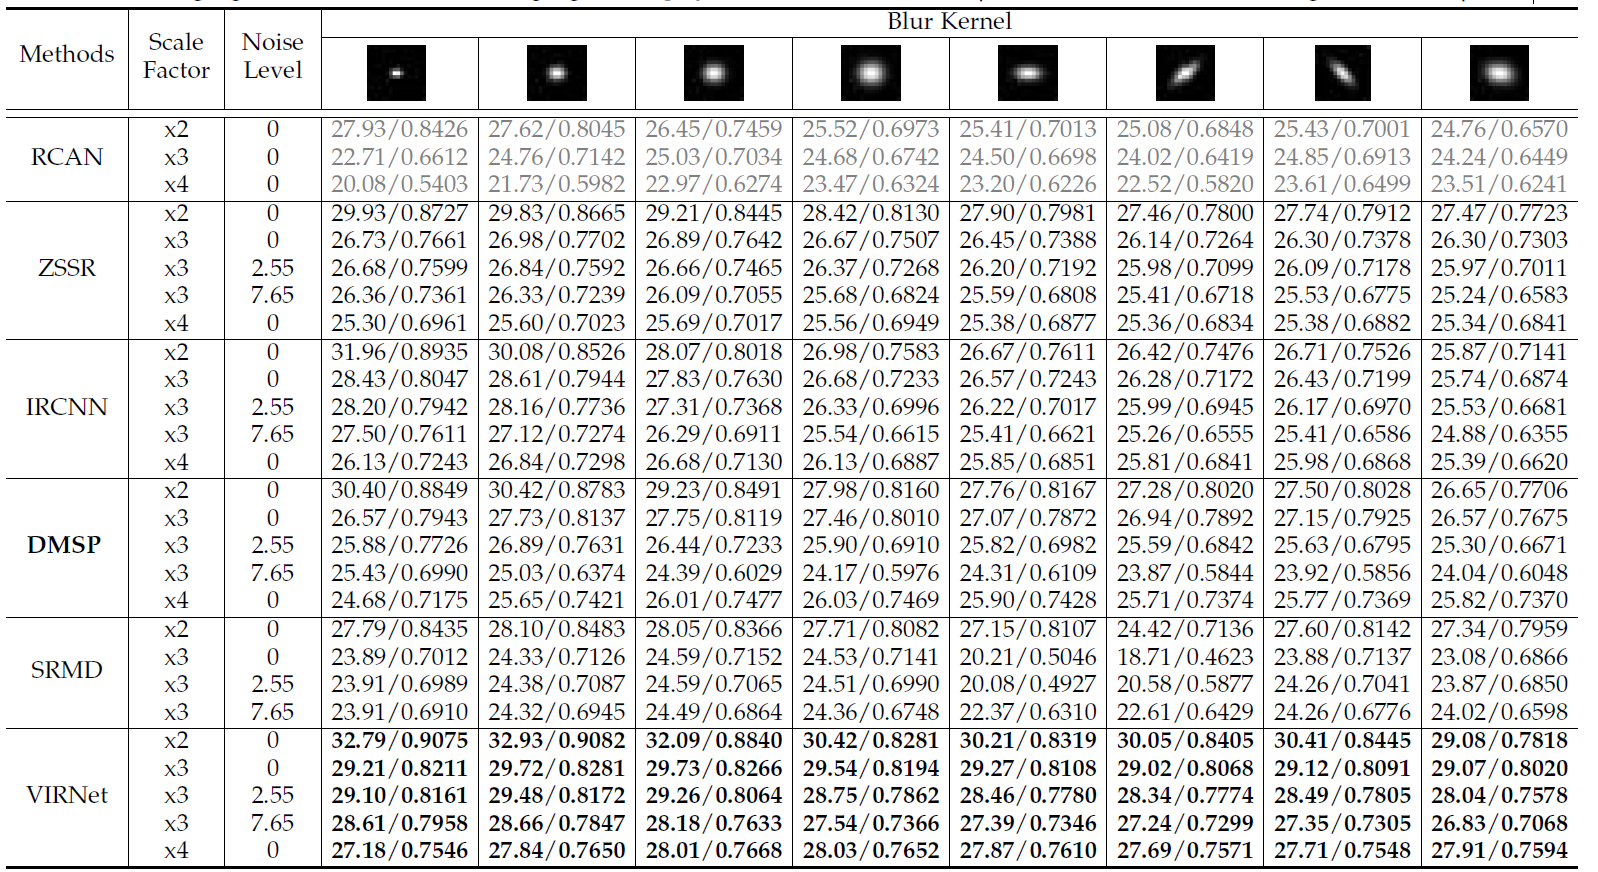 Blur Kernel
Methods Scale Factor Noise Level
RCAN
x2 0 27.93/0.8426 27.62/0.8045 26.45/0.7459 25.52/0.6973 25.41/0.7013 25.08/0.6848 25.43/0.7001 24.76/0.6570
x3 0 22.71/0.6612 24.76/0.7142 25.03/0.7034 24.68/0.6742 24.50/0.6698 24.02/0.6419 24.85/0.6913 24.24/0.6449
x4 0 20.08/0.5403 21.73/0.5982 22.97/0.6274 23.47/0.6324 23.20/0.6226 22.52/0.5820 23.61/0.6499 23.51/0.6241
ZSSR
x2 0 29.93/0.8727 29.83/0.8665 29.21/0.8445 28.42/0.8130 27.90/0.7981 27.46/0.7800 27.74/0.7912 27.47/0.7723
x3 0 26.73/0.7661 26.98/0.7702 26.89/0.7642 26.67/0.7507 26.45/0.7388 26.14/0.7264 26.30/0.7378 26.30/0.7303
x3 2.55 26.68/0.7599 26.84/0.7592 26.66/0.7465 26.37/0.7268 26.20/0.7192 25.98/0.7099 26.09/0.7178 25.97/0.7011
x3 7.65 26.36/0.7361 26.33/0.7239 26.09/0.7055 25.68/0.6824 25.59/0.6808 25.41/0.6718 25.53/0.6775 25.24/0.6583
x4 0 25.30/0.6961 25.60/0.7023 25.69/0.7017 25.56/0.6949 25.38/0.6877 25.36/0.6834 25.38/0.6882 25.34/0.6841
IRCNN
x2 0 31.96/0.8935 30.08/0.8526 28.07/0.8018 26.98/0.7583 26.67/0.7611 26.42/0.7476 26.71/0.7526 25.87/0.7141
x3 0 28.43/0.8047 28.61/0.7944 27.83/0.7630 26.68/0.7233 26.57/0.7243 26.28/0.7172 26.43/0.7199 25.74/0.6874
x3 2.55 28.20/0.7942 28.16/0.7736 27.31/0.7368 26.33/0.6996 26.22/0.7017 25.99/0.6945 26.17/0.6970 25.53/0.6681
x3 7.65 27.50/0.7611 27.12/0.7274 26.29/0.6911 25.54/0.6615 25.41/0.6621 25.26/0.6555 25.41/0.6586 24.88/0.6355
x4 0 26.13/0.7243 26.84/0.7298 26.68/0.7130 26.13/0.6887 25.85/0.6851 25.81/0.6841 25.98/0.6868 25.39/0.6620
DMSP
x2 0 30.40/0.8849 30.42/0.8783 29.23/0.8491 27.98/0.8160 27.76/0.8167 27.28/0.8020 27.50/0.8028 26.65/0.7706
x3 0 26.57/0.7943 27.73/0.8137 27.75/0.8119 27.46/0.8010 27.07/0.7872 26.94/0.7892 27.15/0.7925 26.57/0.7675
x3 2.55 25.88/0.7726 26.89/0.7631 26.44/0.7233 25.90/0.6910 25.82/0.6982 25.59/0.6842 25.63/0.6795 25.30/0.6671
x3 7.65 25.43/0.6990 25.03/0.6374 24.39/0.6029 24.17/0.5976 24.31/0.6109 23.87/0.5844 23.92/0.5856 24.04/0.6048
x4 0 24.68/0.7175 25.65/0.7421 26.01/0.7477 26.03/0.7469 25.90/0.7428 25.71/0.7374 25.77/0.7369 25.82/0.7370
SRMD
x2 0 27.79/0.8435 28.10/0.8483 28.05/0.8366 27.71/0.8082 27.15/0.8107 24.42/0.7136 27.60/0.8142 27.34/0.7959
x3 0 23.89/0.7012 24.33/0.7126 24.59/0.7152 24.53/0.7141 20.21/0.5046 18.71/0.4623 23.88/0.7137 23.08/0.6866
x3 2.55 23.91/0.6989 24.38/0.7087 24.59/0.7065 24.51/0.6990 20.08/0.4927 20.58/0.5877 24.26/0.7041 23.87/0.6850
x3 7.65 23.91/0.6910 24.32/0.6945 24.49/0.6864 24.36/0.6748 22.37/0.6310 22.61/0.6429 24.26/0.6776 24.02/0.6598
VIRNet
x2 0 32.79/0.9075 32.93/0.9082 32.09/0.8840 30.42/0.8281 30.21/0.8319 30.05/0.8405 30.41/0.8445 29.08/0.7818
x3 0 29.21/0.8211 29.72/0.8281 29.73/0.8266 29.54/0.8194 29.27/0.8108 29.02/0.8068 29.12/0.8091 29.07/0.8020
x3 2.55 29.10/0.8161 29.48/0.8172 29.26/0.8064 28.75/0.7862 28.46/0.7780 28.34/0.7774 28.49/0.7805 28.04/0.7578
x3 7.65 28.61/0.7958 28.66/0.7847 28.18/0.7633 27.54/0.7366 27.39/0.7346 27.24/0.7299 27.35/0.7305 26.83/0.7068
x4 0 27.18/0.7546 27.84/0.7650 28.01/0.7668 28.03/0.7652 27.87/0.7610 27.69/0.7571 27.71/0.7548 27.91/0.7594